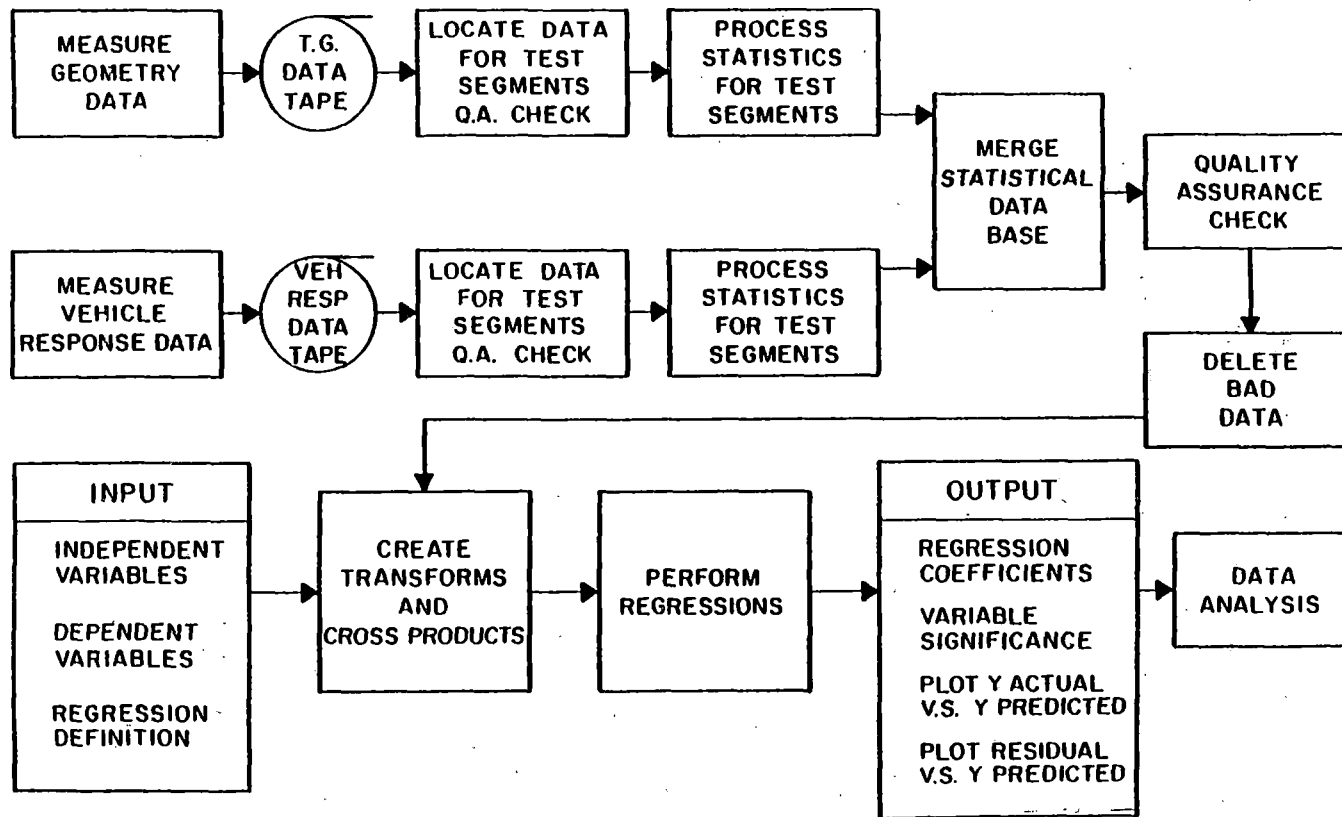 MEASURE
GEOMETRY
DATA
T.G.
DATA
TAPE
LOCATE DATA
FOR TEST
SEGMENTS
Q.A. CHECK
PROCESS
STATISTICS
FOR TEST
SEGMENTS
MERGE
STATISTICAL
DATA
BASE
QUALITY
ASSURANCE
CHECK
MEASURE
VEHICLE
RESPONSE DATA
VEH
RESP
DATA
TAPE
LOCATE DATA
FOR TEST
SEGMENTS
Q.A. CHECK
PROCESS
STATISTICS
FOR TEST
SEGMENTS
DELETE
BAD
DATA
INPUT
INDEPENDENT
VARIABLES
DEPENDENT
VARIABLES
REGRESSION
DEFINITION
CREATE
TRANSFORMS
AND
CROSS PRODUCTS
PERFORM
REGRESSIONS
OUTPUT
REGRESSION
COEFFICIENTS
VARIABLE
SIGNIFICANCE
PLOT Y ACTUAL
V.S. Y PREDICTED
PLOT RESIDUAL
V.S. Y PREDICTED
DATA
ANALYSIS